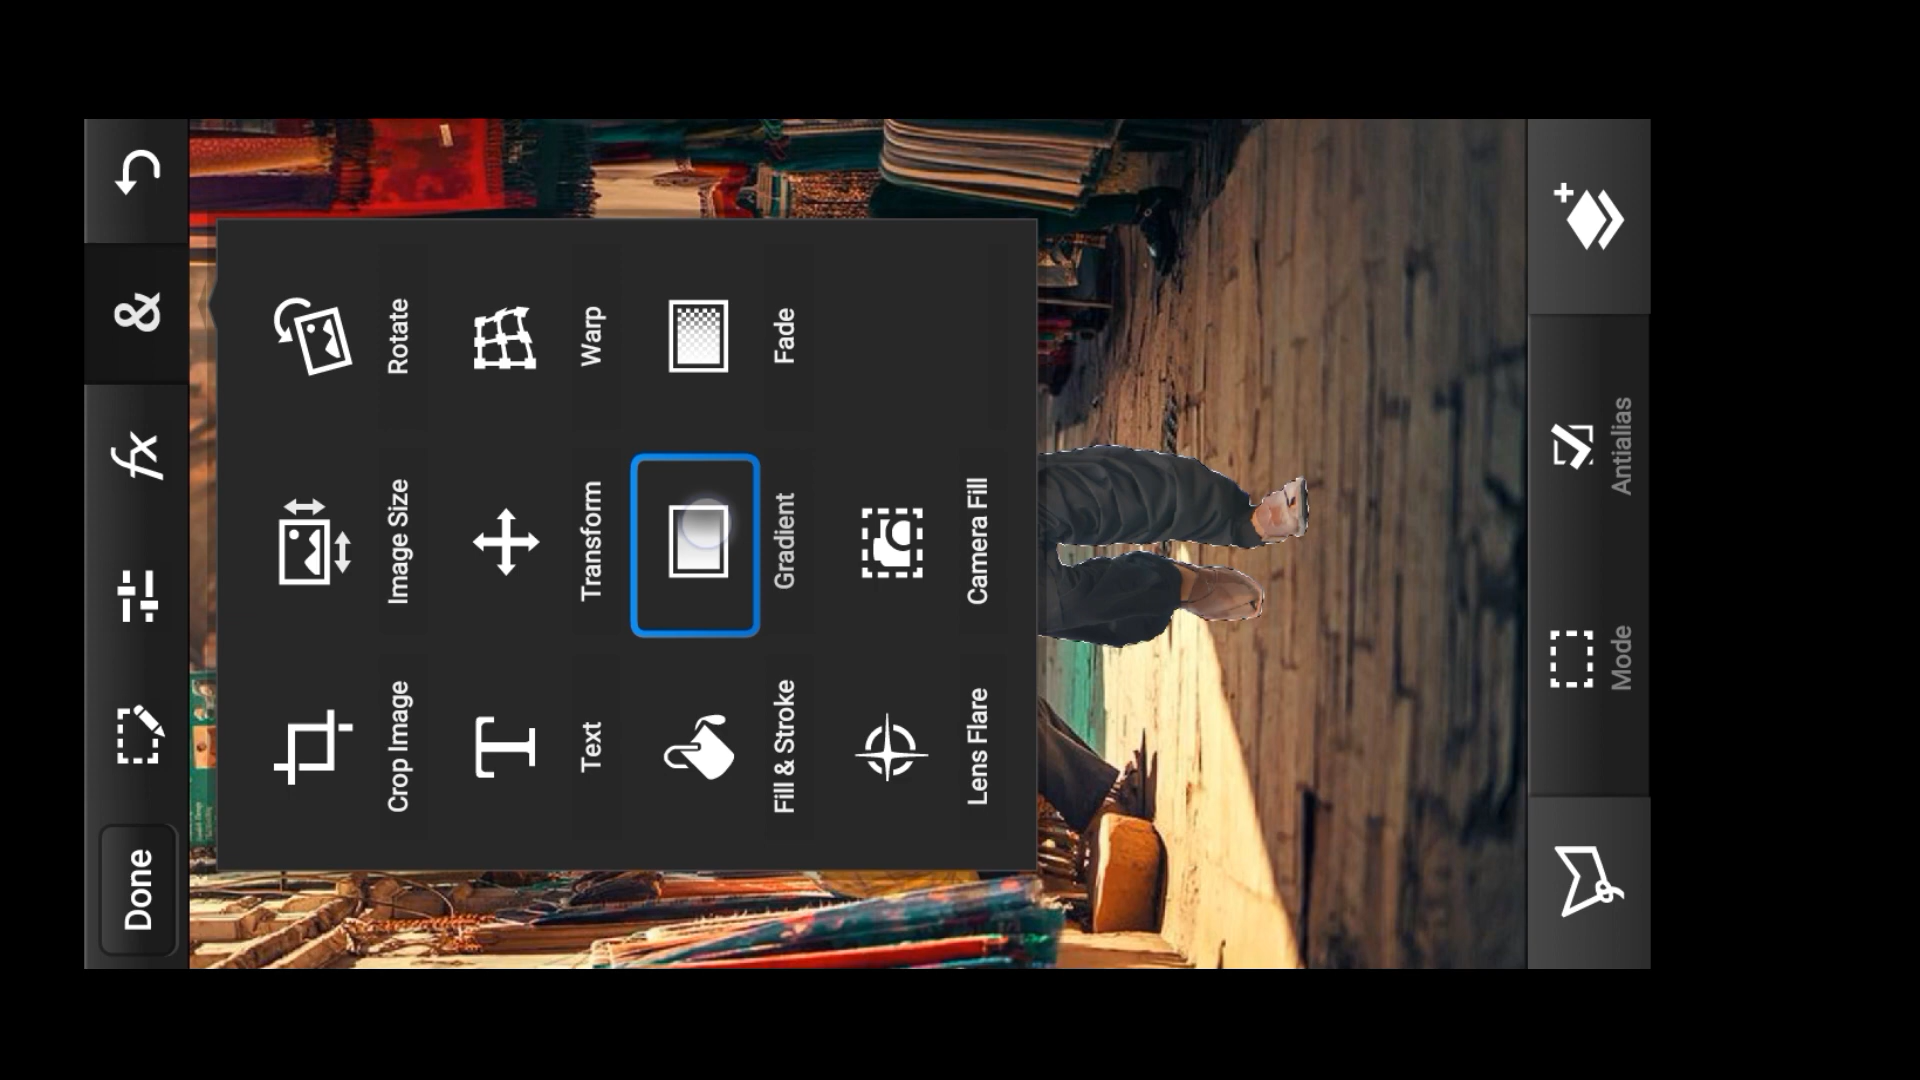 Done
fx
&
Crop Image
Image Size
Rotate
Text
Transform
Warp
Fill & Stroke
Gradient
Fade
Lens Flare
Camera Fill
Mode
Antialias